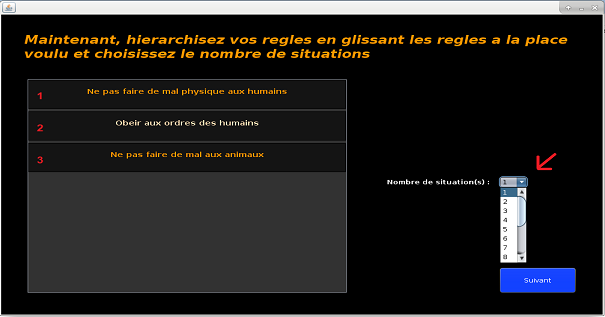 Maintenant, hierarchisez vos regles en glissant les regles a la place
voulu et choisissez le nombre de situations
1 Ne pas faire de mal physique aux humains
2 Obeir aux ordres des humains
3 Ne pas faire de mal aux animaux
Nombre de situation(s) : 1
1
2
3
4
5
6
7
8
Suivant